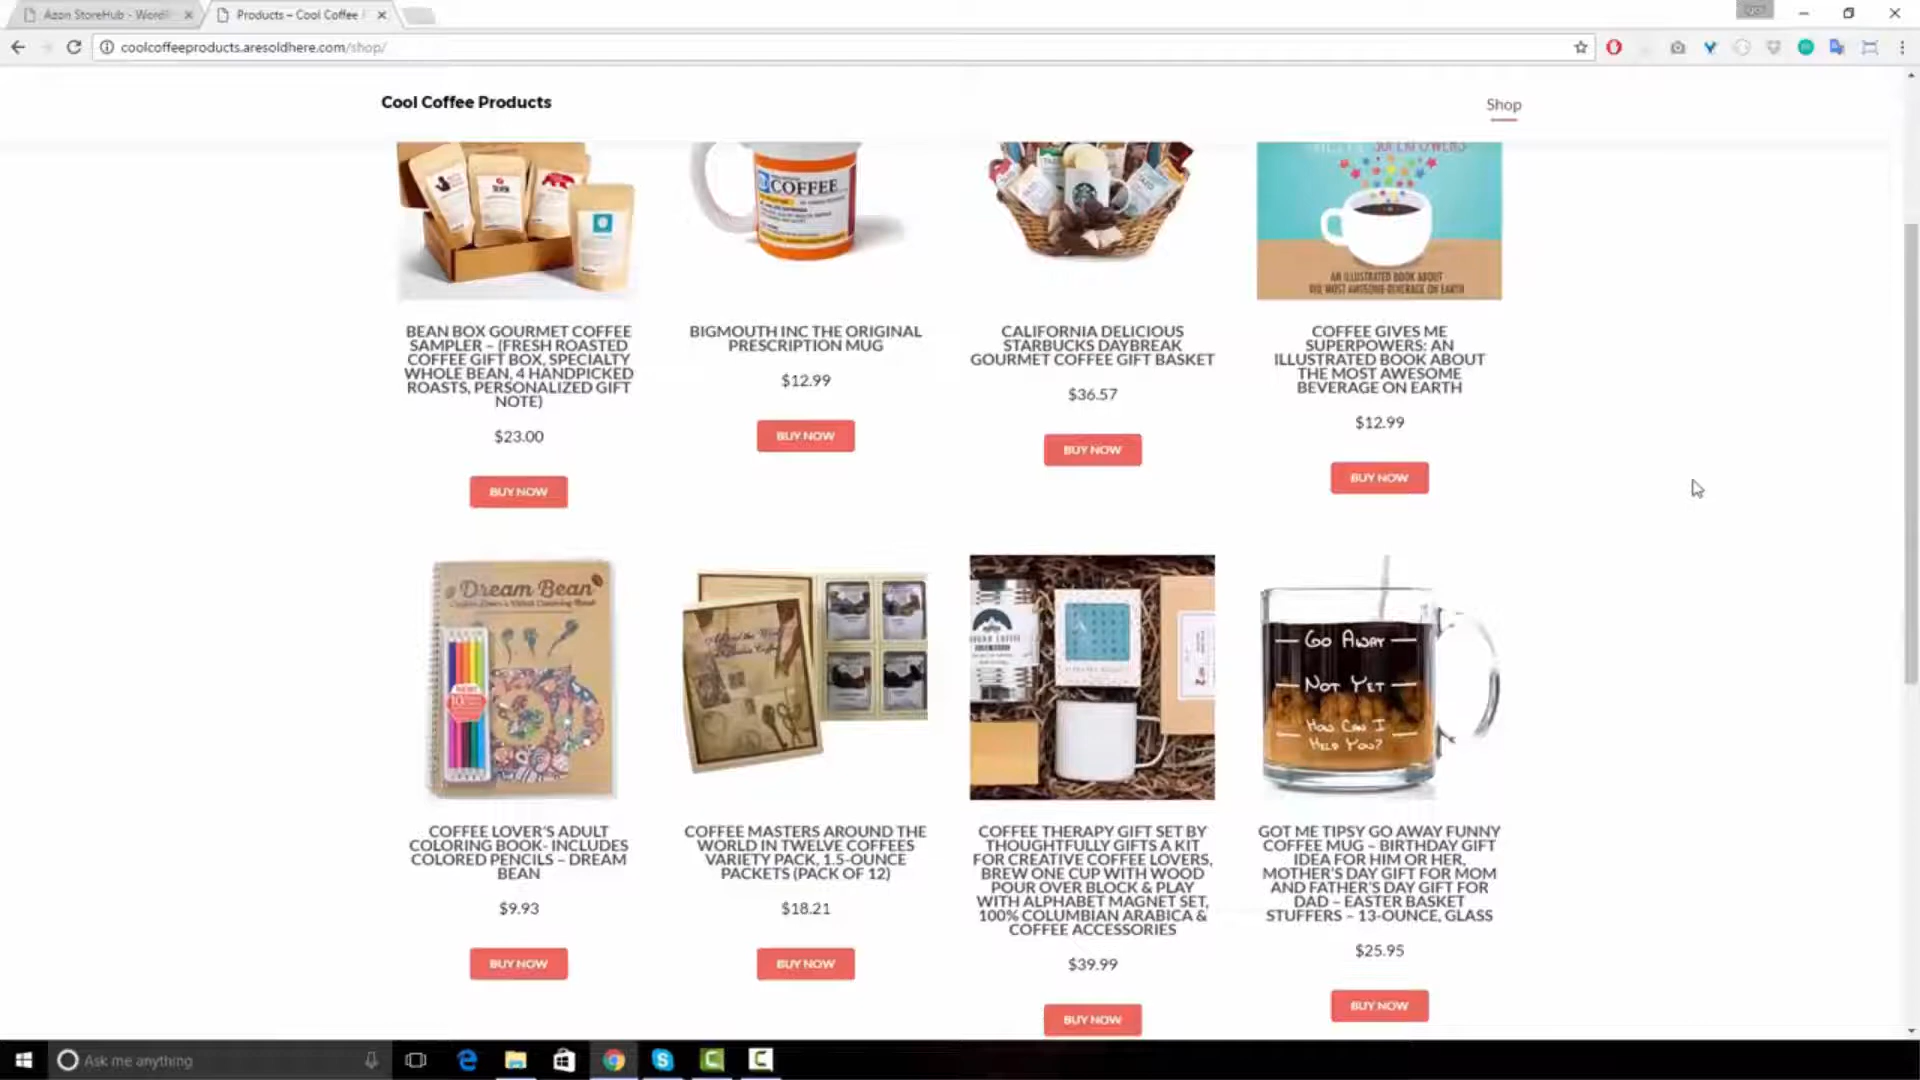 Azon StoreHub - WordP
Products – Cool Coffee P
coolcoffeeproducts.aresoldhere.com/shop/
Cool Coffee Products
Shop
COFFEE
SUPERPOWERS
AN ILLUSTRATED BOOK ABOUT
THE MOST AWESOME BEVERAGE ON EARTH
BEAN BOX GOURMET COFFEE
SAMPLER – (FRESH ROASTED
COFFEE GIFT BOX, SPECIALTY
WHOLE BEAN, 4 HANDPICKED
ROASTS, PERSONALIZED GIFT
NOTE)
$23.00
BUY NOW
BIGMOUTH INC THE ORIGINAL
PRESCRIPTION MUG
$12.99
BUY NOW
CALIFORNIA DELICIOUS
STARBUCKS DAYBREAK
GOURMET COFFEE GIFT BASKET
$36.57
BUY NOW
COFFEE GIVES ME
SUPERPOWERS: AN
ILLUSTRATED BOOK ABOUT
THE MOST AWESOME
BEVERAGE ON EARTH
$12.99
BUY NOW
Dream Bean
Go Away
Not Yet
How Can I
Help You?
COFFEE LOVER'S ADULT
COLORING BOOK- INCLUDES
COLORED PENCILS – DREAM
BEAN
$9.93
BUY NOW
COFFEE MASTERS AROUND THE
WORLD IN TWELVE COFFEES
VARIETY PACK, 1.5-OUNCE
PACKETS (PACK OF 12)
$18.21
BUY NOW
COFFEE THERAPY GIFT SET BY
THOUGHTFULLY GIFTS A KIT
FOR CREATIVE COFFEE LOVERS,
BREW ONE CUP WITH WOOD
POUR OVER BLOCK & PLAY
WITH ALPHABET MAGNET SET,
100% COLUMBIAN ARABICA &
COFFEE ACCESSORIES
$39.99
BUY NOW
GOT ME TIPSY GO AWAY FUNNY
COFFEE MUG – BIRTHDAY GIFT
IDEA FOR HIM OR HER,
MOTHER'S DAY GIFT FOR MOM
AND FATHER'S DAY GIFT FOR
DAD – EASTER BASKET
STUFFERS – 13-OUNCE, GLASS
$25.95
BUY NOW
Ask me anything